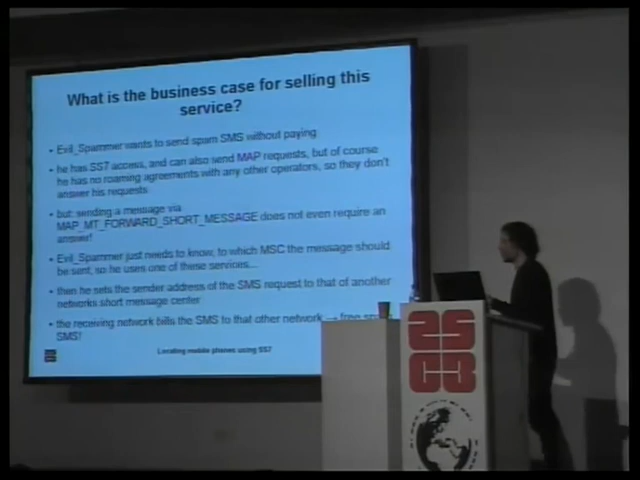 What is the business case for selling this
service?
• Evil_Spammer wants to send spam SMS without paying
• he has SS7 access, and can also send MAP requests, but of course
he has no roaming agreements with any other operators, so they don't
answer his requests
• but: sending a message via
MAP_MT_FORWARD_SHORT_MESSAGE does not even require an
answer!
• Evil_Spammer just needs to know, to which MSC the message should
be sent, so he uses one of these services...
• then he sets the sender address of the SMS request to that of another
networks short message center
• the receiving network bills the SMS to that other network → free
SMS!
Locating mobile phones using SS7
25
C3